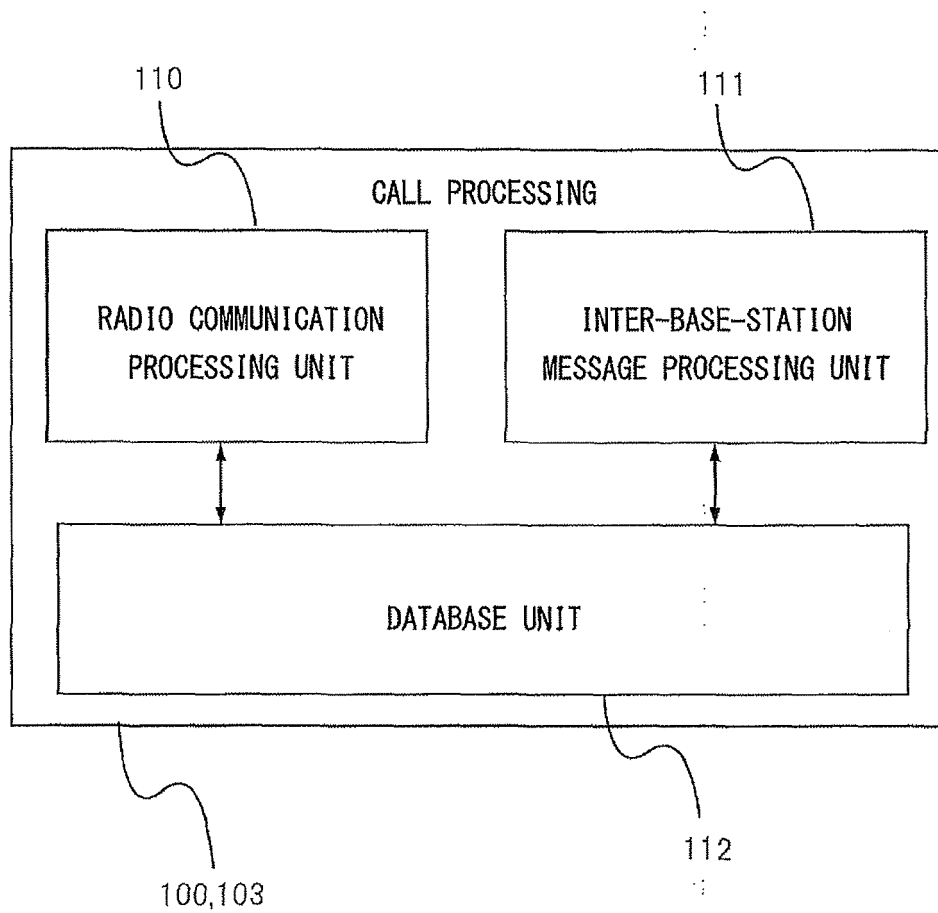 110
111
CALL PROCESSING
RADIO COMMUNICATION
PROCESSING UNIT
INTER-BASE-STATION
MESSAGE PROCESSING UNIT
DATABASE UNIT
112
100,103